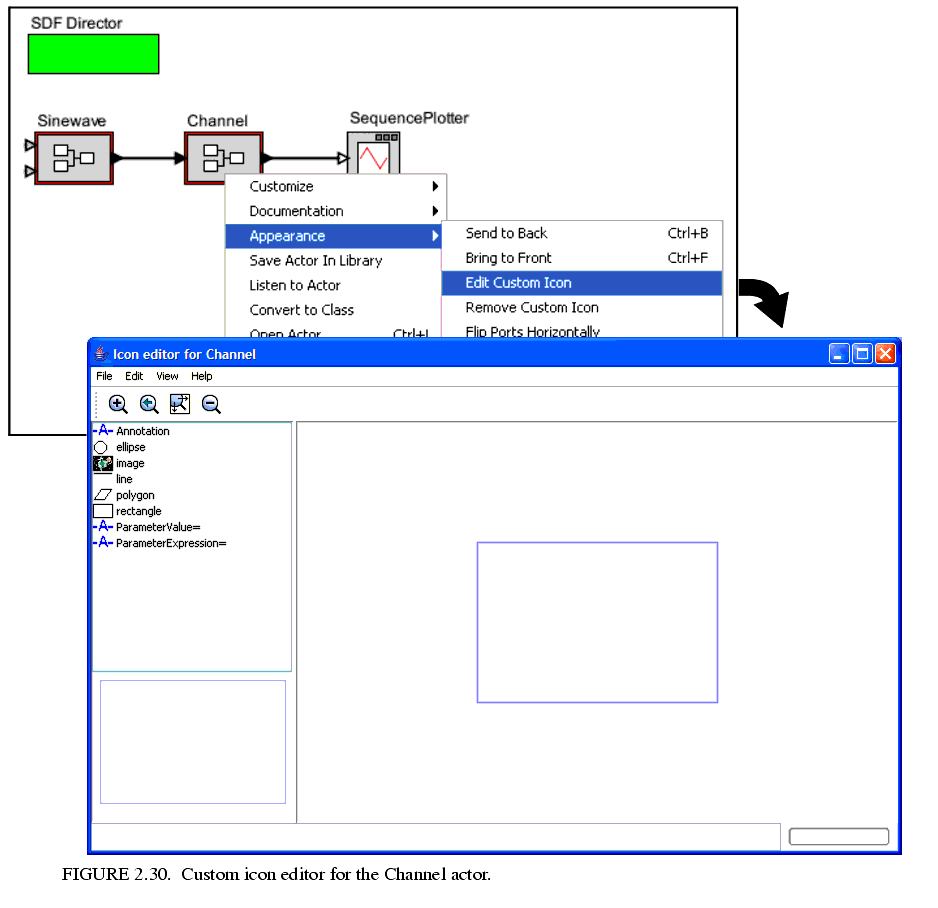 SDF Director
Sinewave
Channel
SequencePlotter
Customize
Documentation
Appearance
Save Actor In Library
Listen to Actor
Convert to Class
Open Actor
Send to Back Ctrl+B
Bring to Front Ctrl+F
Edit Custom Icon
Remove Custom Icon
Flip Ports Horizontally
Icon editor for Channel
File Edit View Help
Annotation
ellipse
image
line
polygon
rectangle
ParameterValue=
ParameterExpression=
FIGURE 2.30. Custom icon editor for the Channel actor.